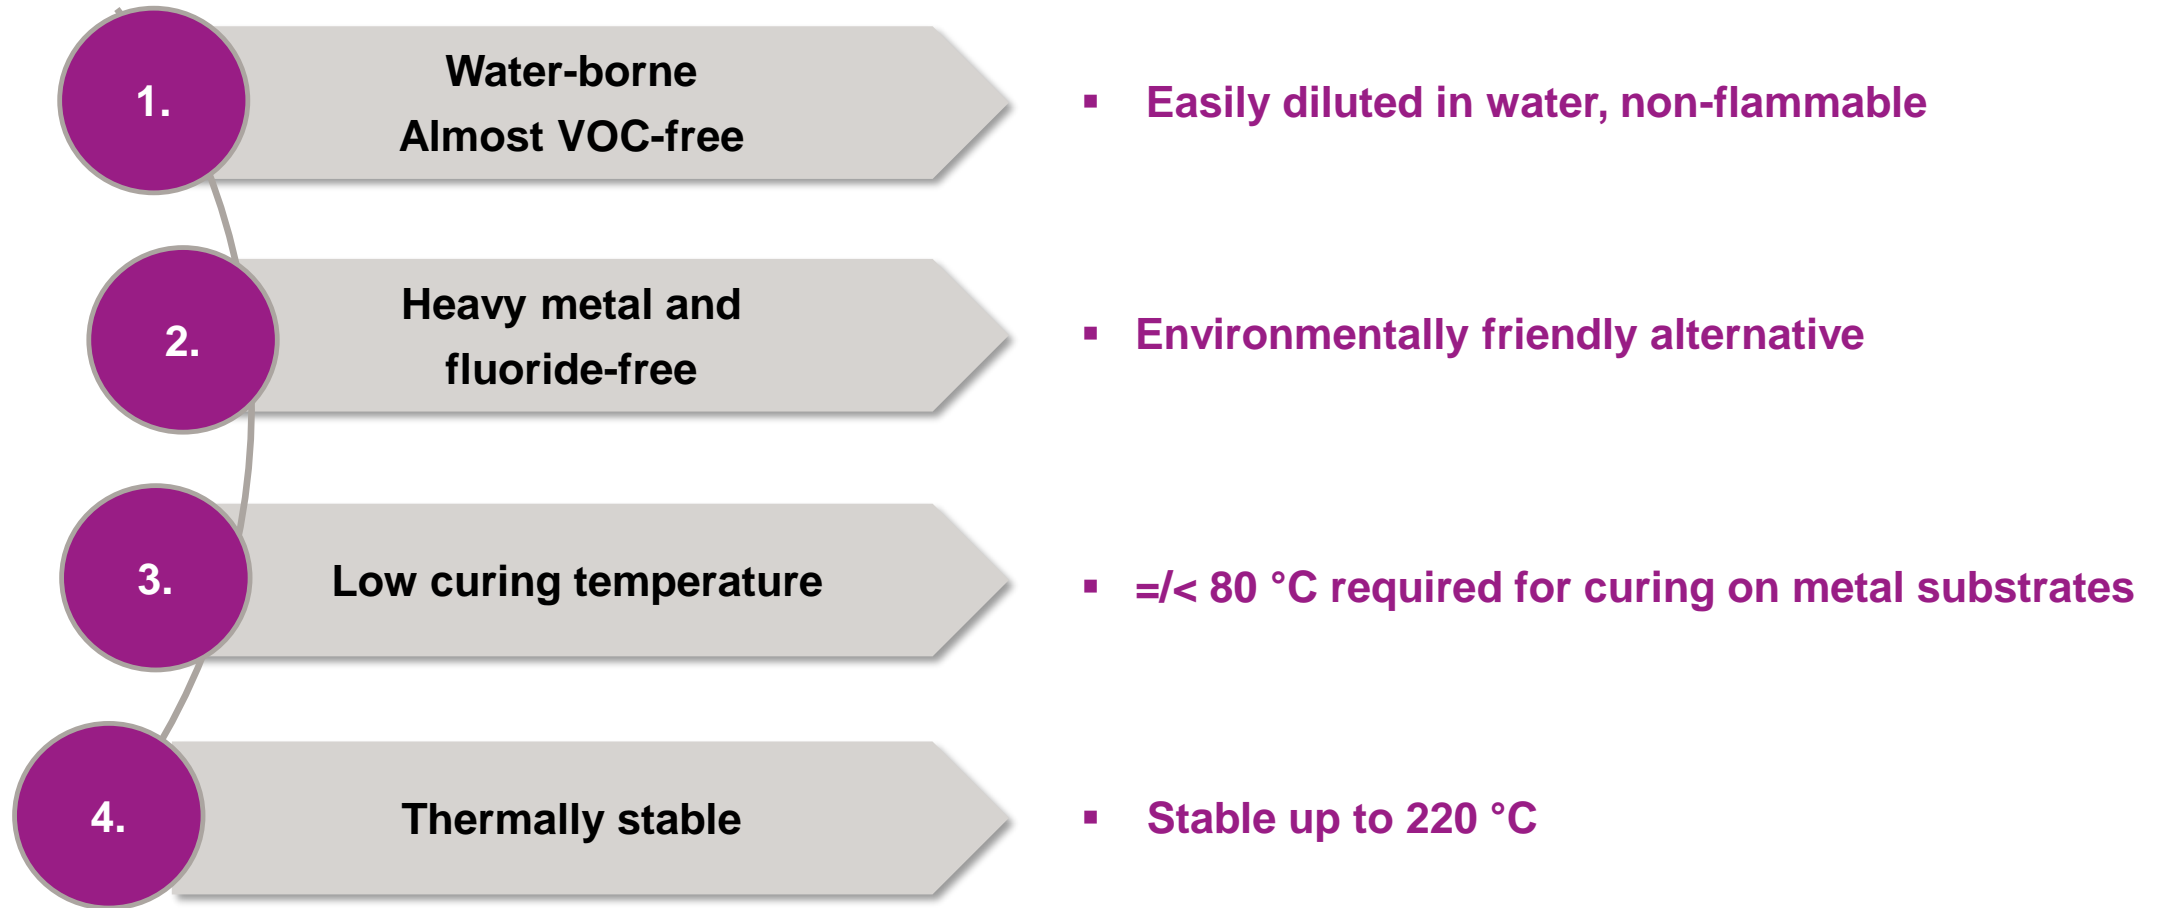 1.
Water-borne
Almost VOC-free
▪ Easily diluted in water, non-flammable
2.
Heavy metal and
fluoride-free
▪ Environmentally friendly alternative
3.
Low curing temperature
▪ =/< 80 °C required for curing on metal substrates
4.
Thermally stable
▪ Stable up to 220 °C